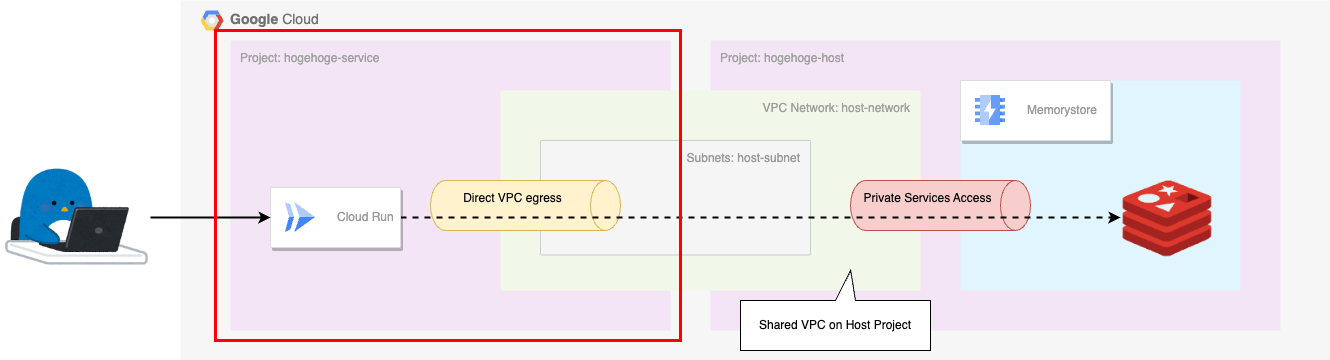 Google Cloud
Project: hogehoge-service
Project: hogehoge-host
VPC Network: host-network
Memorystore
Subnets: host-subnet
Cloud Run
Direct VPC egress
Private Services Access
Shared VPC on Host Project